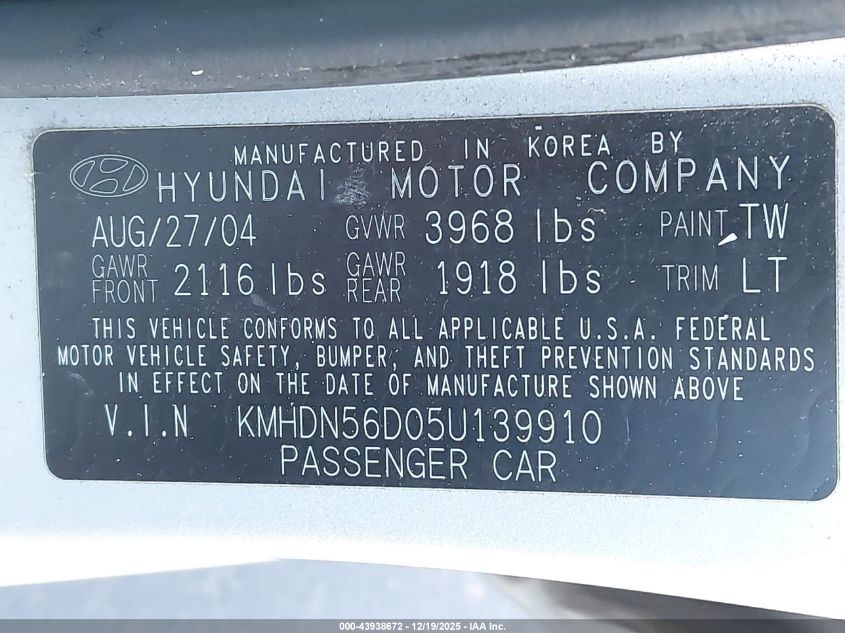 MANUFACTURED IN KOREA BY
HYUNDAI MOTOR COMPANY
AUG/27/04 GVWR 3968 lbs PAINT TW
GAWR FRONT 2116 lbs GAWR REAR 1918 lbs TRIM LT
THIS VEHICLE CONFORMS TO ALL APPLICABLE U.S.A. FEDERAL
MOTOR VEHICLE SAFETY, BUMPER, AND THEFT PREVENTION STANDARDS
IN EFFECT ON THE DATE OF MANUFACTURE SHOWN ABOVE
V.I.N KMHDN56D05U139910
PASSENGER CAR
000-43938672 - 12/19/2025 - IAA Inc.